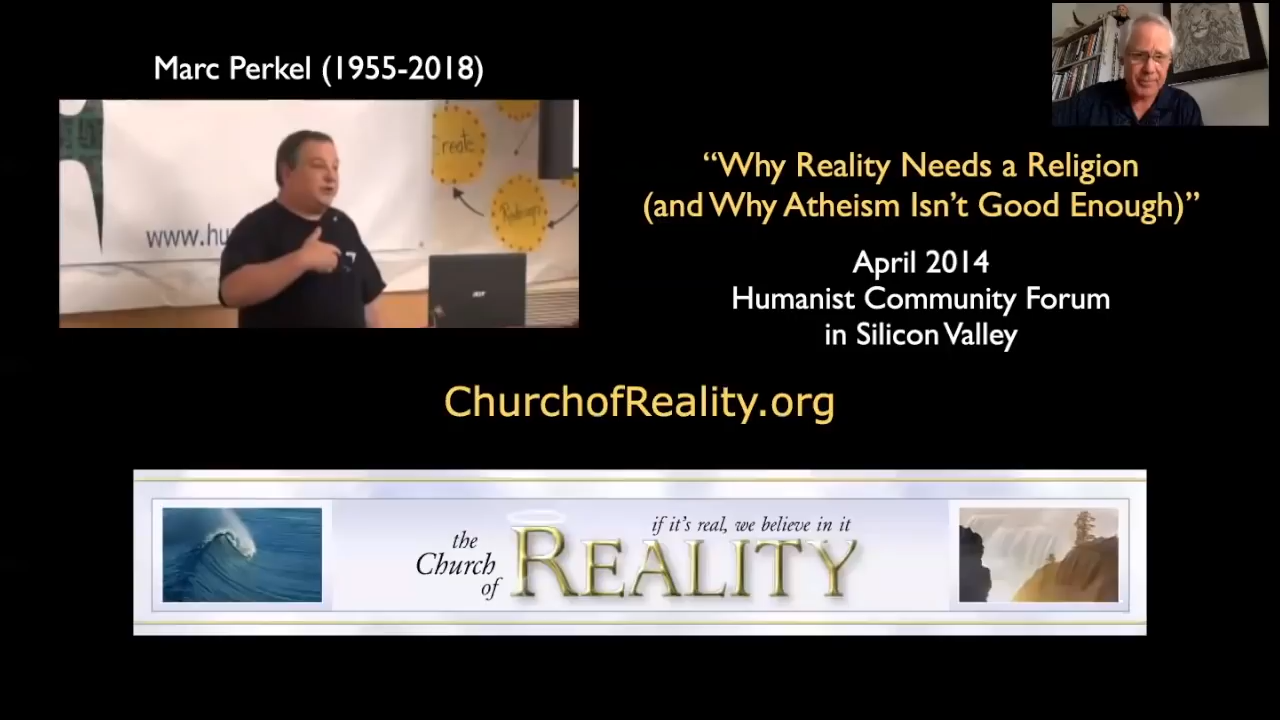 Marc Perkel (1955-2018)
Create
Redesign
www.hu
acer
“Why Reality Needs a Religion
(and Why Atheism Isn’t Good Enough)”
April 2014
Humanist Community Forum
in Silicon Valley
ChurchofReality.org
if it's real, we believe in it
the
Church
of
REALITY